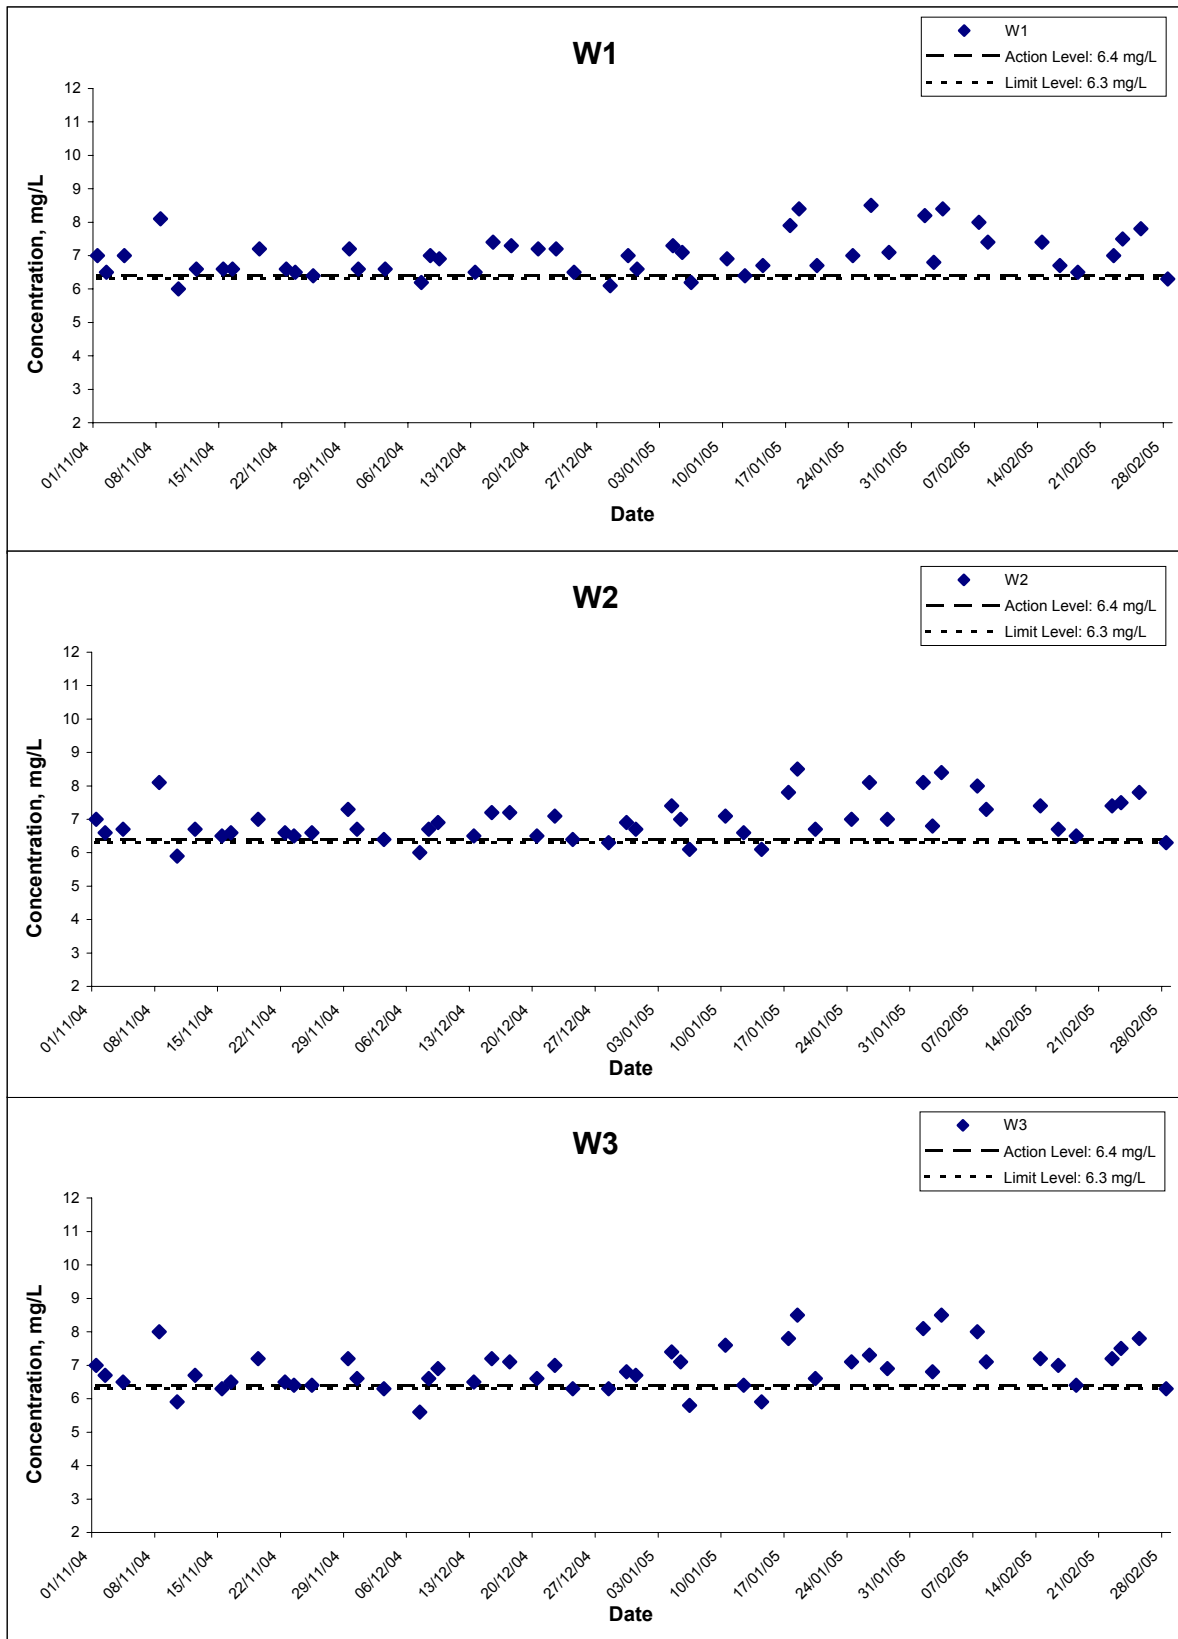 W1
W1
Action Level: 6.4 mg/L
Limit Level: 6.3 mg/L
12
11
10
9
8
7
6
5
4
3
2
Concentration, mg/L
01/11/04 08/11/04 15/11/04 22/11/04 29/11/04 06/12/04 13/12/04 20/12/04 27/12/04 03/01/05 10/01/05 17/01/05 24/01/05 31/01/05 07/02/05 14/02/05 21/02/05 28/02/05
Date
W2
W2
Action Level: 6.4 mg/L
Limit Level: 6.3 mg/L
12
11
10
9
8
7
6
5
4
3
2
Concentration, mg/L
01/11/04 08/11/04 15/11/04 22/11/04 29/11/04 06/12/04 13/12/04 20/12/04 27/12/04 03/01/05 10/01/05 17/01/05 24/01/05 31/01/05 07/02/05 14/02/05 21/02/05 28/02/05
Date
W3
W3
Action Level: 6.4 mg/L
Limit Level: 6.3 mg/L
12
11
10
9
8
7
6
5
4
3
2
Concentration, mg/L
01/11/04 08/11/04 15/11/04 22/11/04 29/11/04 06/12/04 13/12/04 20/12/04 27/12/04 03/01/05 10/01/05 17/01/05 24/01/05 31/01/05 07/02/05 14/02/05 21/02/05 28/02/05
Date